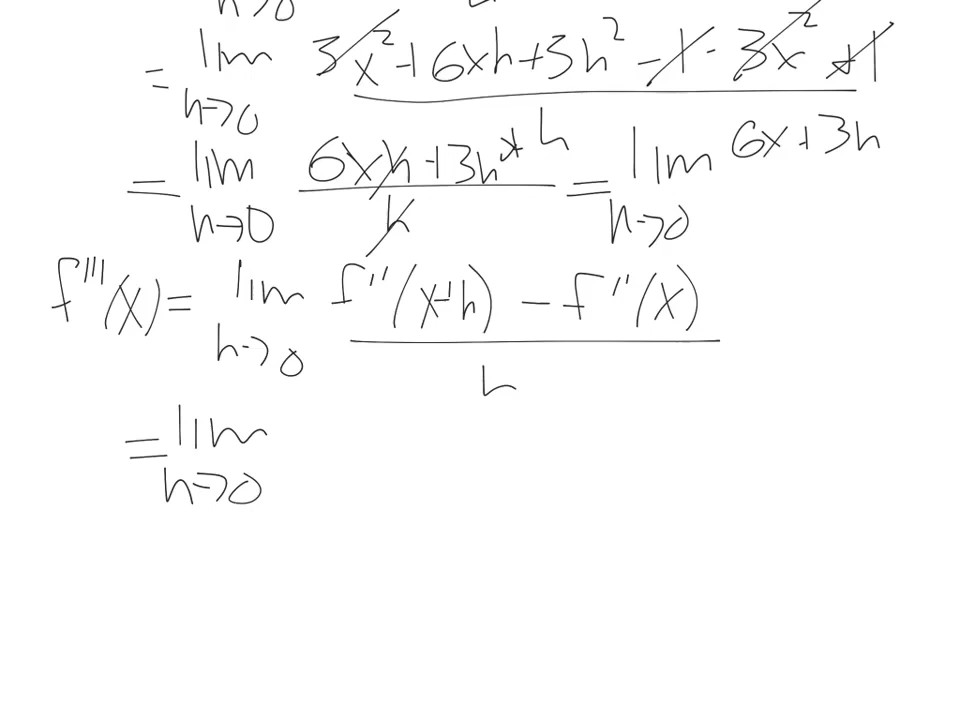 h→0
= lim 3x²+6xh+3h²-1-3x²+1
h→0
= lim 6xh+3h² h = lim 6x+3h
h→0 h h→0
f'''(x) = lim f''(x+h) - f''(x)
h→0 h
= lim
h→0